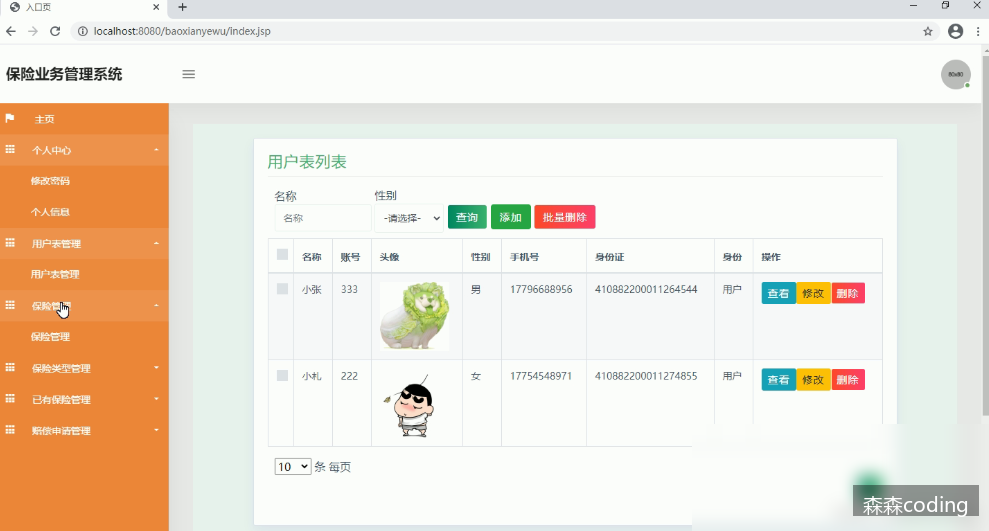 入口页
localhost:8080/baoxianyewu/index.jsp
保险业务管理系统
60x60
主页
个人中心
修改密码
个人信息
用户表管理
用户表管理
保险管理
保险管理
保险类型管理
已有保险管理
赔偿申请管理
用户表列表
名称 性别
名称 -请选择- 查询 添加 批量删除
名称 账号 头像 性别 手机号 身份证 身份 操作
小张 333 男 17796688956 410882200011264544 用户 查看 修改 删除
小札 222 女 17754548971 410882200011274855 用户 查看 修改 删除
10 条 每页
森森coding